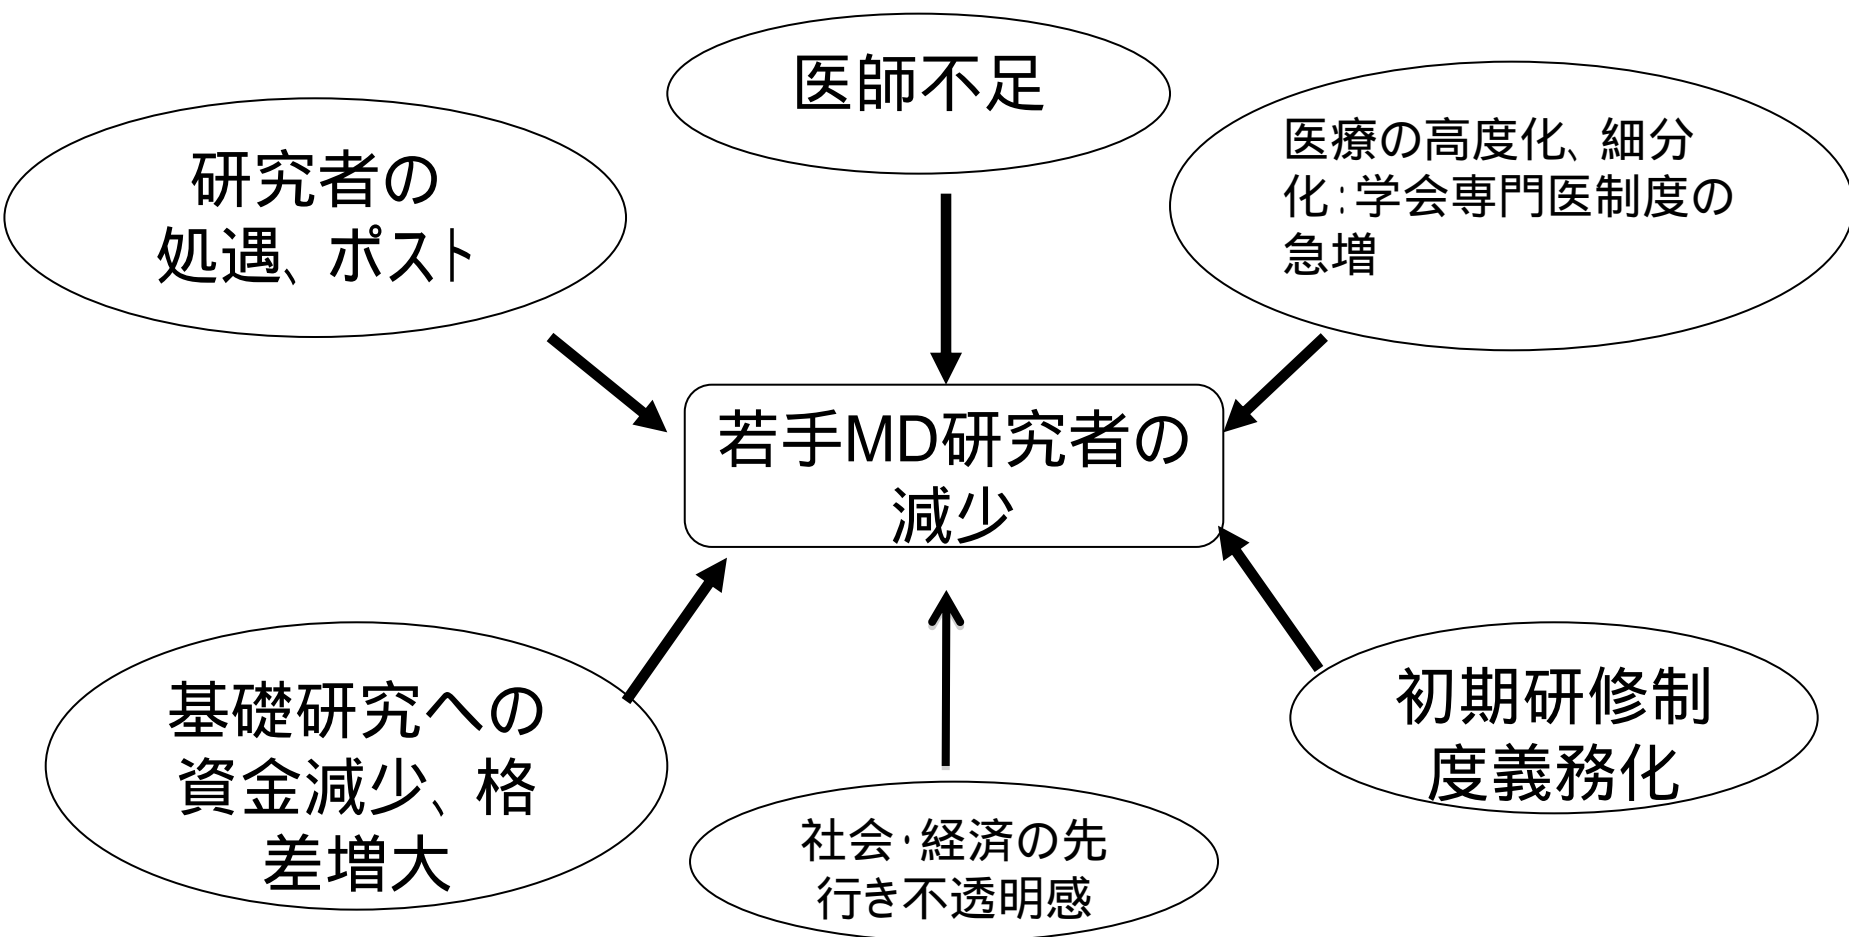 医師不足
研究者の
処遇、ポスト
医療の高度化、細分
化:学会専門医制度の
急増
若手MD研究者の
減少
基礎研究への
資金減少、格
差増大
社会・経済の先
行き不透明感
初期研修制
度義務化